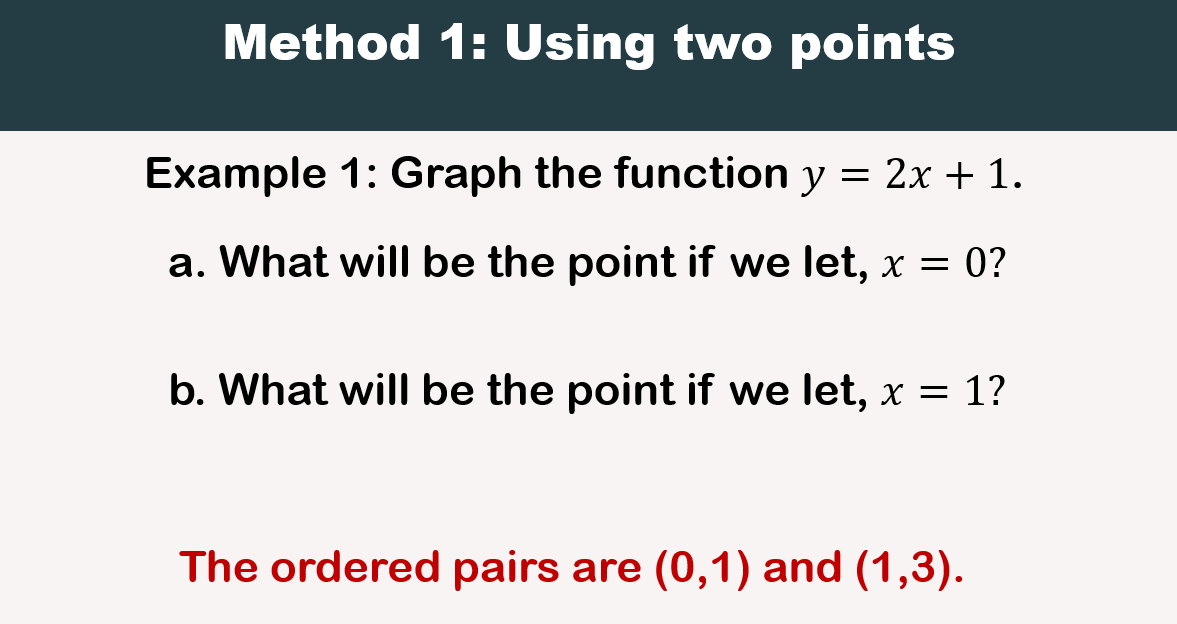 Method 1: Using two points
Example 1: Graph the function y = 2x + 1.
a. What will be the point if we let, x = 0?
b. What will be the point if we let, x = 1?
The ordered pairs are (0,1) and (1,3).